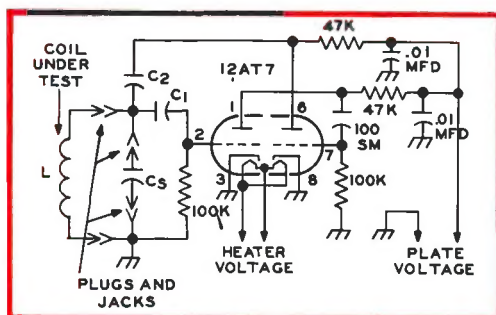 COIL
UNDER
TEST
C2
C1
12AT7
47K
.01
MFD
1
6
47K
.01
MFD
100
SM
L
CS
2
7
3
8
100K
100K
HEATER
VOLTAGE
PLATE
VOLTAGE
PLUGS AND
JACKS